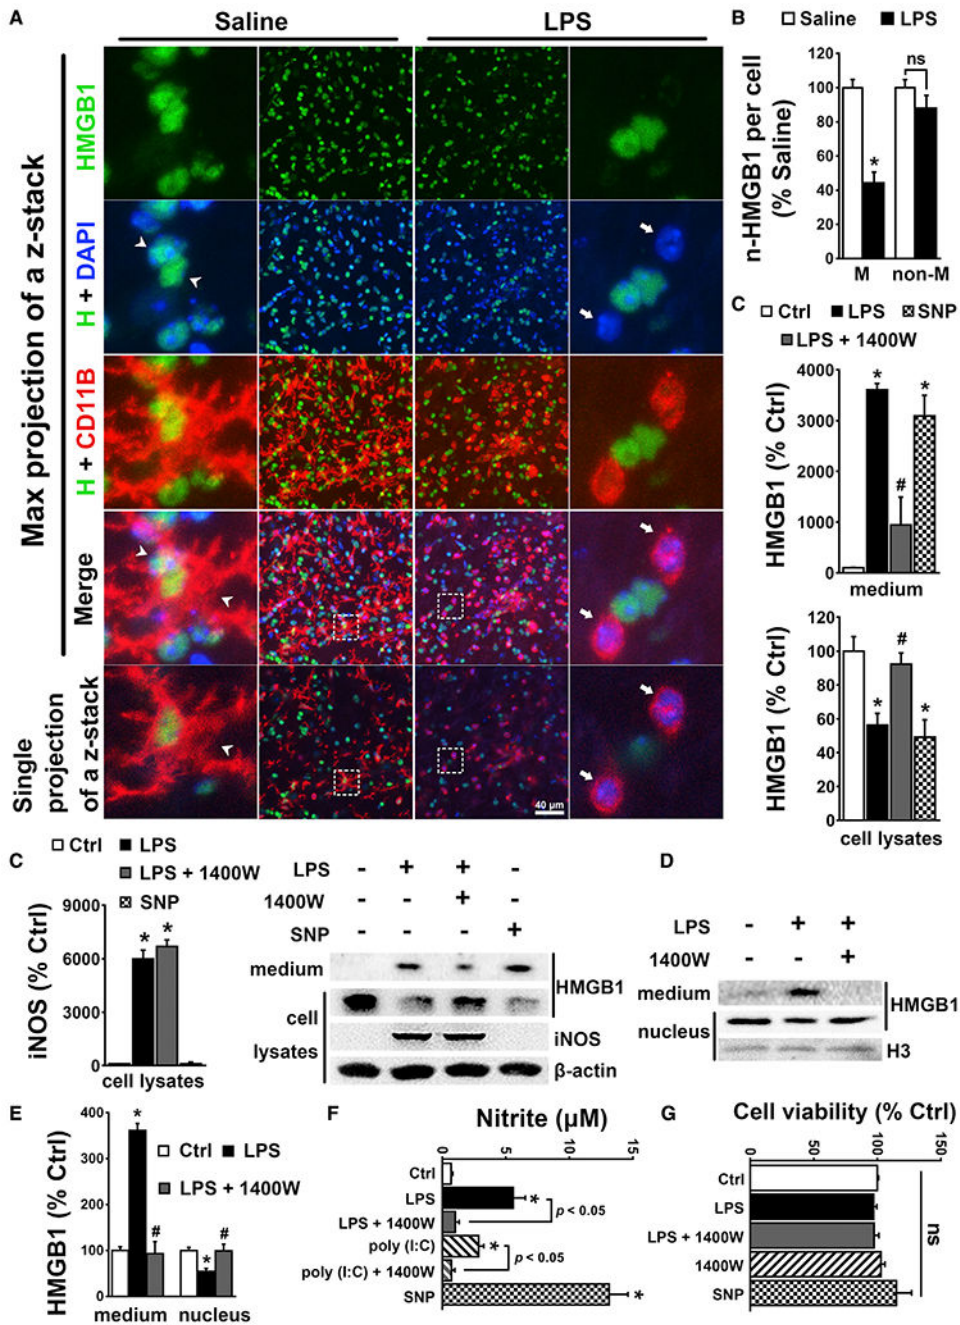 A
Saline
LPS
Max projection of a z-stack
HMGB1
H + DAPI
H + CD11B
Merge
Single projection of a z-stack
40 µm
B
Saline LPS
n-HMGB1 per cell (% Saline)
120
100
80
60
40
20
0
*
ns
M non-M
C
Ctrl LPS SNP
LPS + 1400W
HMGB1 (% Ctrl)
4000
3000
2000
1000
0
* # *
medium
HMGB1 (% Ctrl)
120
100
80
60
40
20
0
* # *
cell lysates
C
Ctrl LPS
LPS + 1400W
SNP
iNOS (% Ctrl)
9000
6000
3000
0
* *
cell lysates
LPS - + + -
1400W - - + -
SNP - - - +
medium
cell lysates
HMGB1
iNOS
β-actin
D
LPS - + +
1400W - - +
medium
nucleus
HMGB1
H3
E
HMGB1 (% Ctrl)
400
300
200
100
0
Ctrl LPS
LPS + 1400W
* # * #
medium nucleus
F
Nitrite (µM)
0 5 10 15
Ctrl
LPS *
LPS + 1400W
p < 0.05
poly (I:C) *
poly (I:C) + 1400W
p < 0.05
SNP *
G
Cell viability (% Ctrl)
0 50 100 150
Ctrl
LPS
LPS + 1400W
1400W
SNP
ns